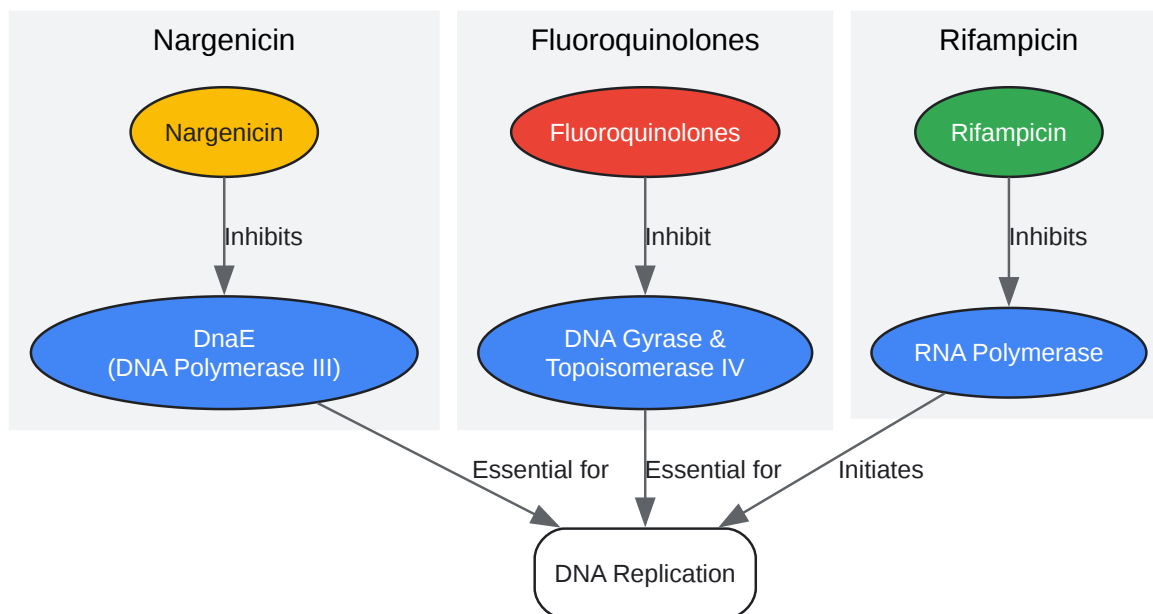 Nargenicin
Fluoroquinolones
Rifampicin
Nargenicin
Fluoroquinolones
Rifampicin
Inhibits
Inhibit
Inhibits
DnaE
(DNA Polymerase III)
DNA Gyrase &
Topoisomerase IV
RNA Polymerase
Essential for
Essential for
Initiates
DNA Replication